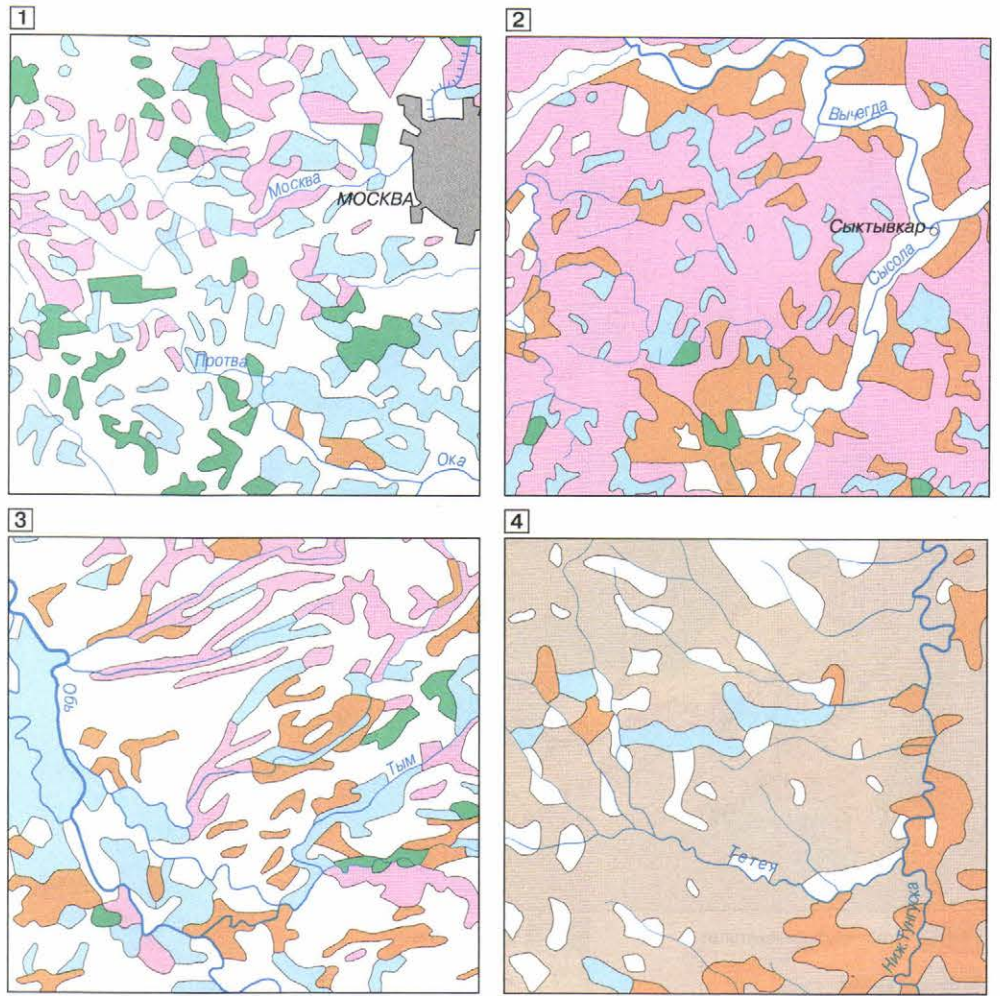 1
Москва
МОСКВА
Протва
Ока
2
Вычегда
Сыктывкар
Сысола
3
Обь
Тым
4
Тетея
Ниж. Тунгуска